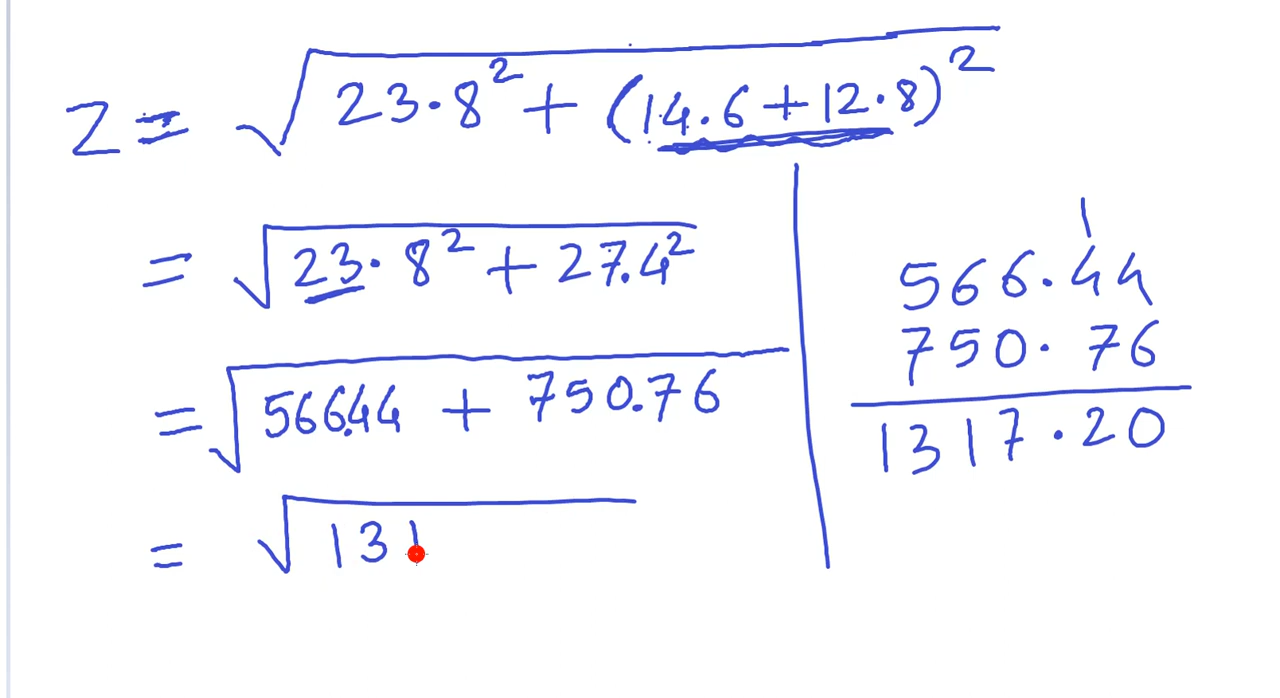 Z = √23.8² + (14.6 + 12.8)²
= √23.8² + 27.4²
= √566.44 + 750.76
= √131
1
566.44
750.76
1317.20